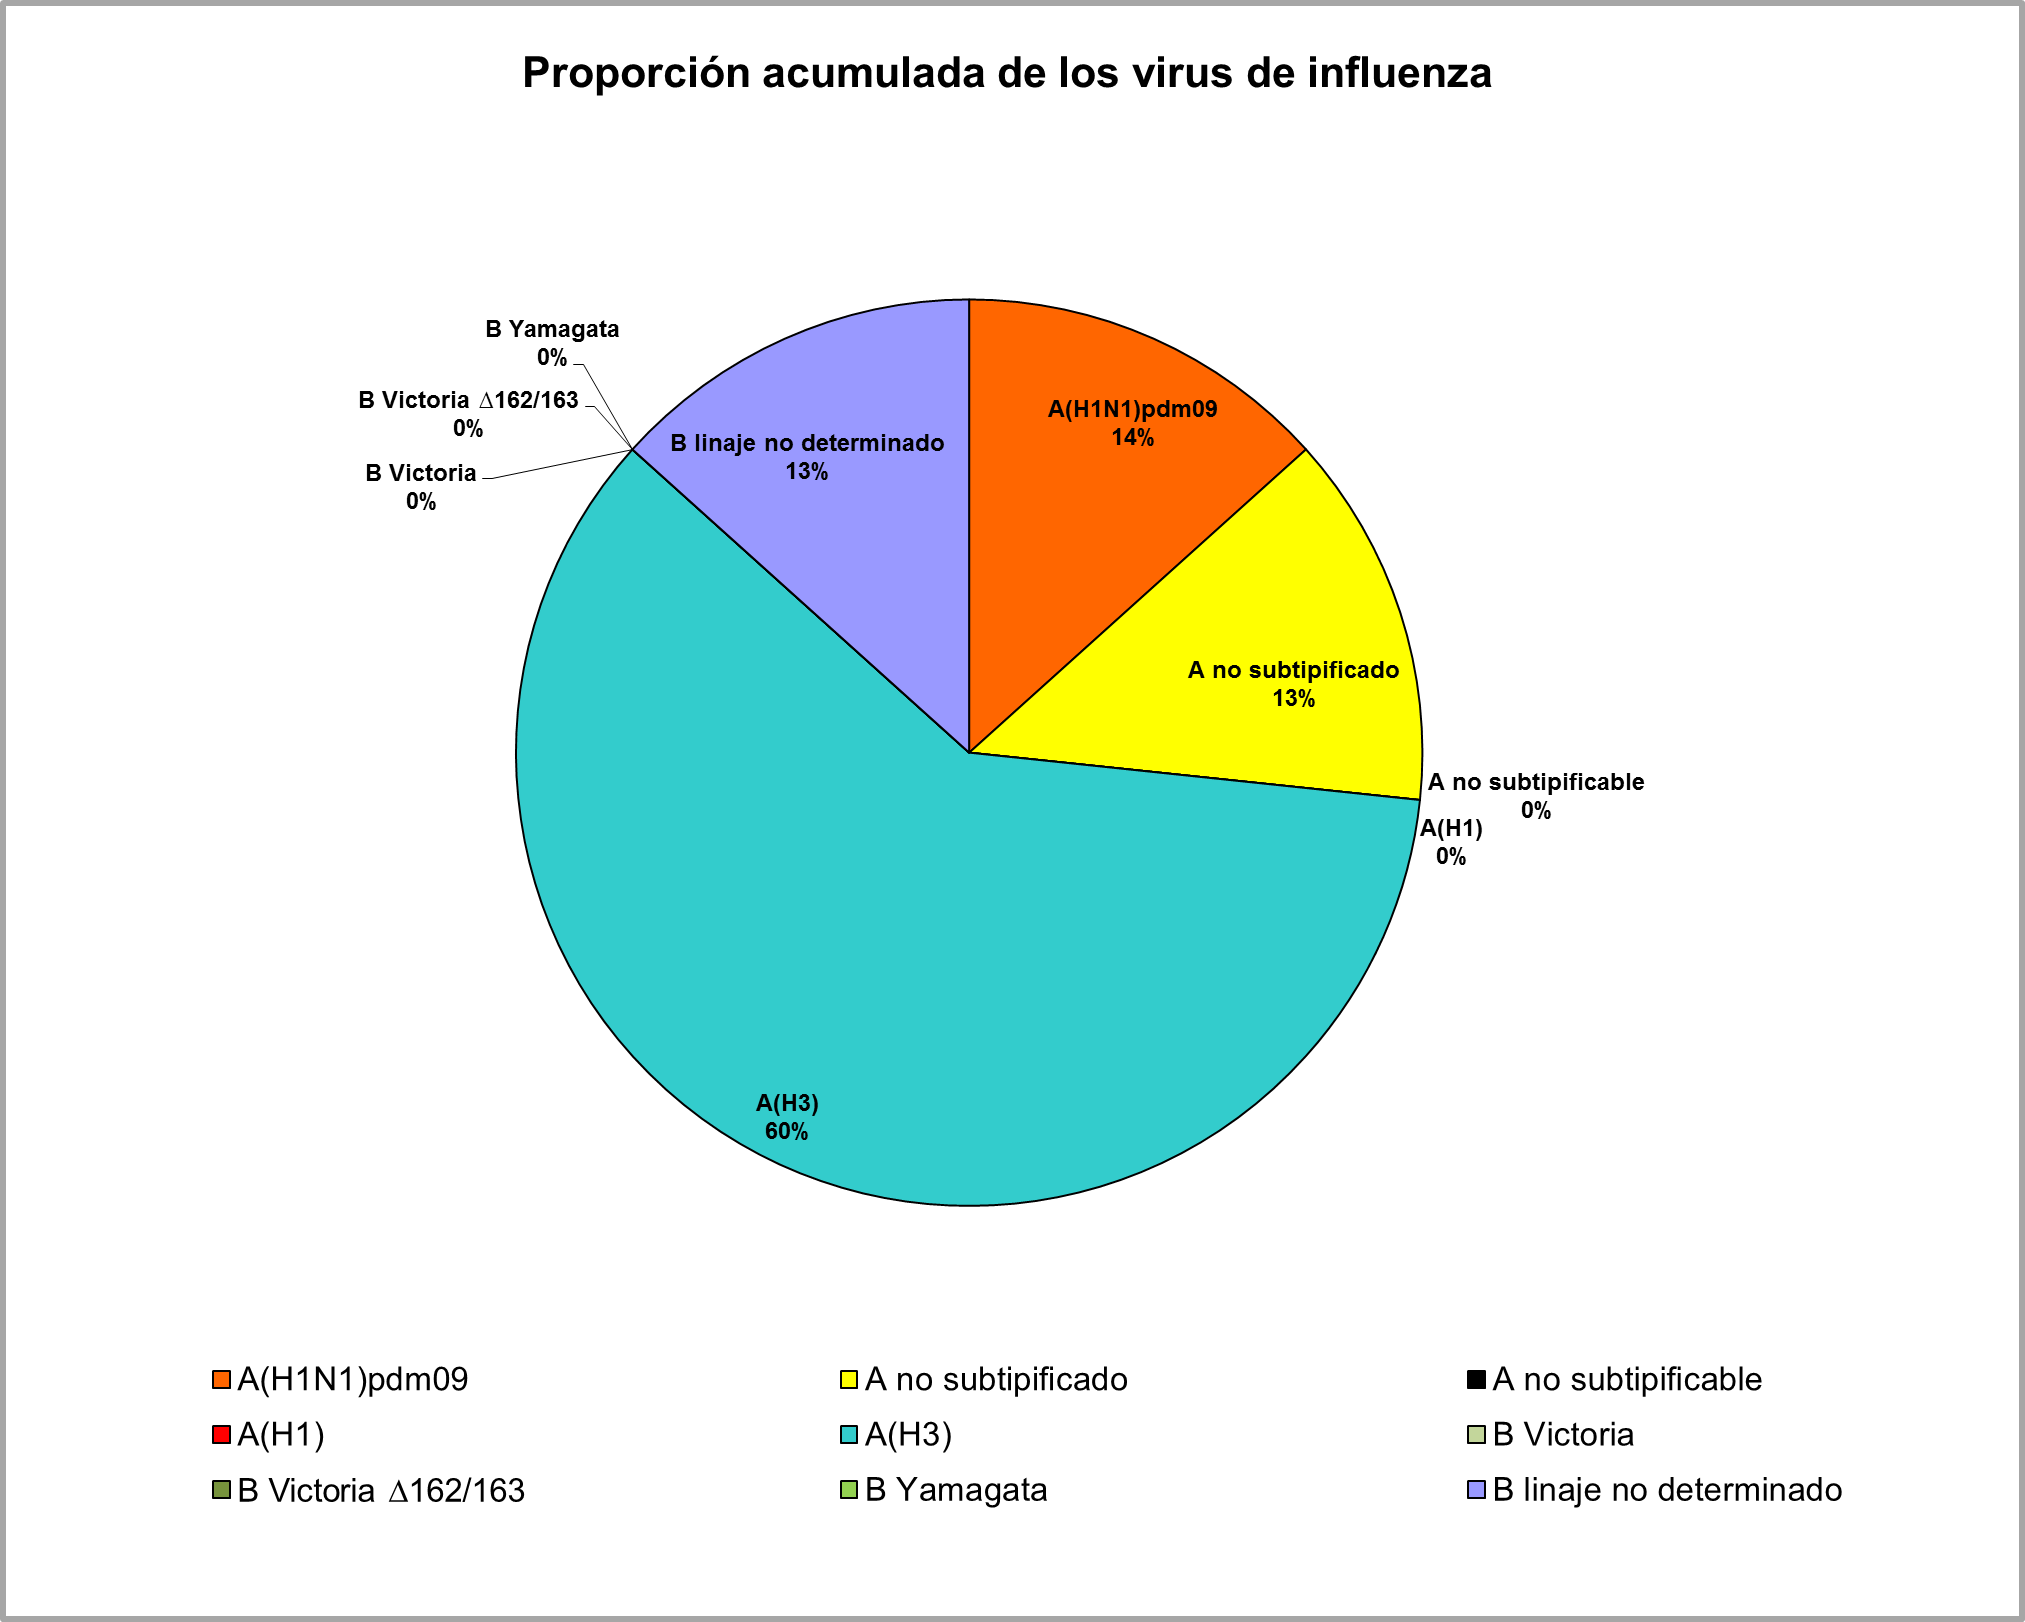 Proporción acumulada de los virus de influenza
B Yamagata
0%
B Victoria ∆162/163
0%
B Victoria
0%
B linaje no determinado
13%
A(H1N1)pdm09
14%
A no subtipificado
13%
A no subtipificable
0%
A(H1)
0%
A(H3)
60%
A(H1N1)pdm09
A no subtipificado
A no subtipificable
A(H1)
A(H3)
B Victoria
B Victoria ∆162/163
B Yamagata
B linaje no determinado